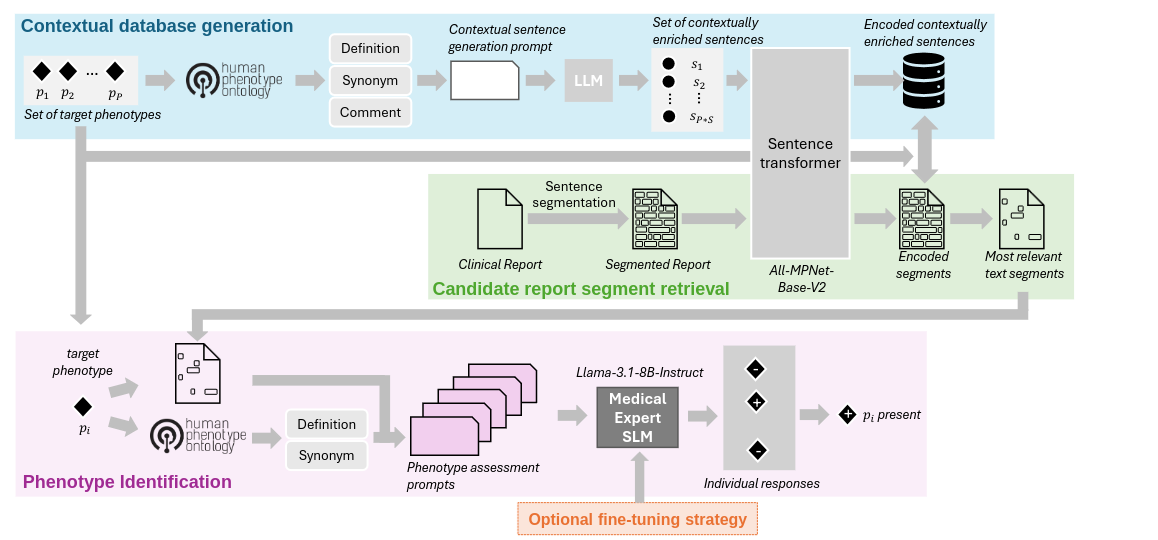 Contextual database generation
p₁ p₂ ... p_P
Set of target phenotypes
human
phenotype
ontology
Definition
Synonym
Comment
Contextual sentence
generation prompt
LLM
Set of contextually
enriched sentences
s₁
s₂
⋮ ⋮
s_{P*S}
Encoded contextually
enriched sentences
Sentence
transformer
All-MPNet-
Base-V2
Clinical Report
Sentence
segmentation
Segmented Report
Encoded
segments
Most relevant
text segments
Candidate report segment retrieval
target
phenotype
p_i
human
phenotype
ontology
Definition
Synonym
Phenotype assessment
prompts
Llama-3.1-8B-Instruct
Medical
Expert
SLM
-
+
-
Individual responses
+ p_i present
Phenotype Identification
Optional fine-tuning strategy